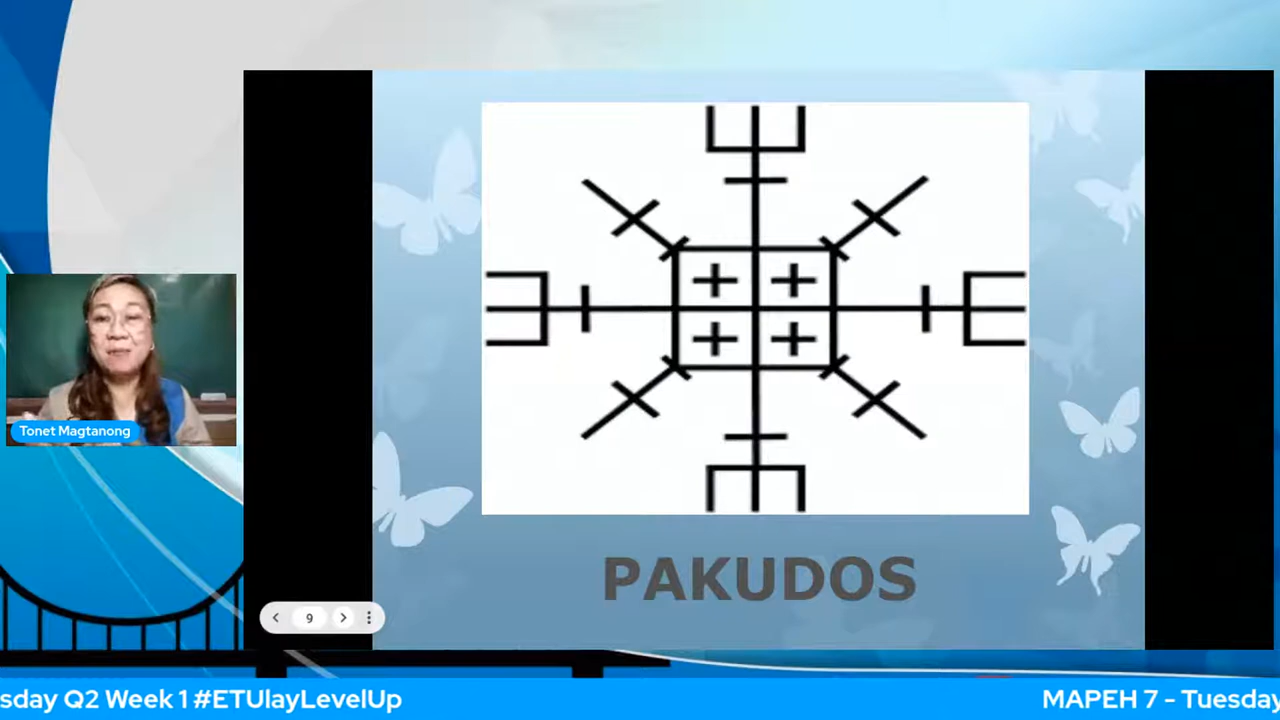 Tonet Magtanong
PAKUDOS
9
sday Q2 Week 1 #ETUlayLevelUp
MAPEH 7 - Tuesday